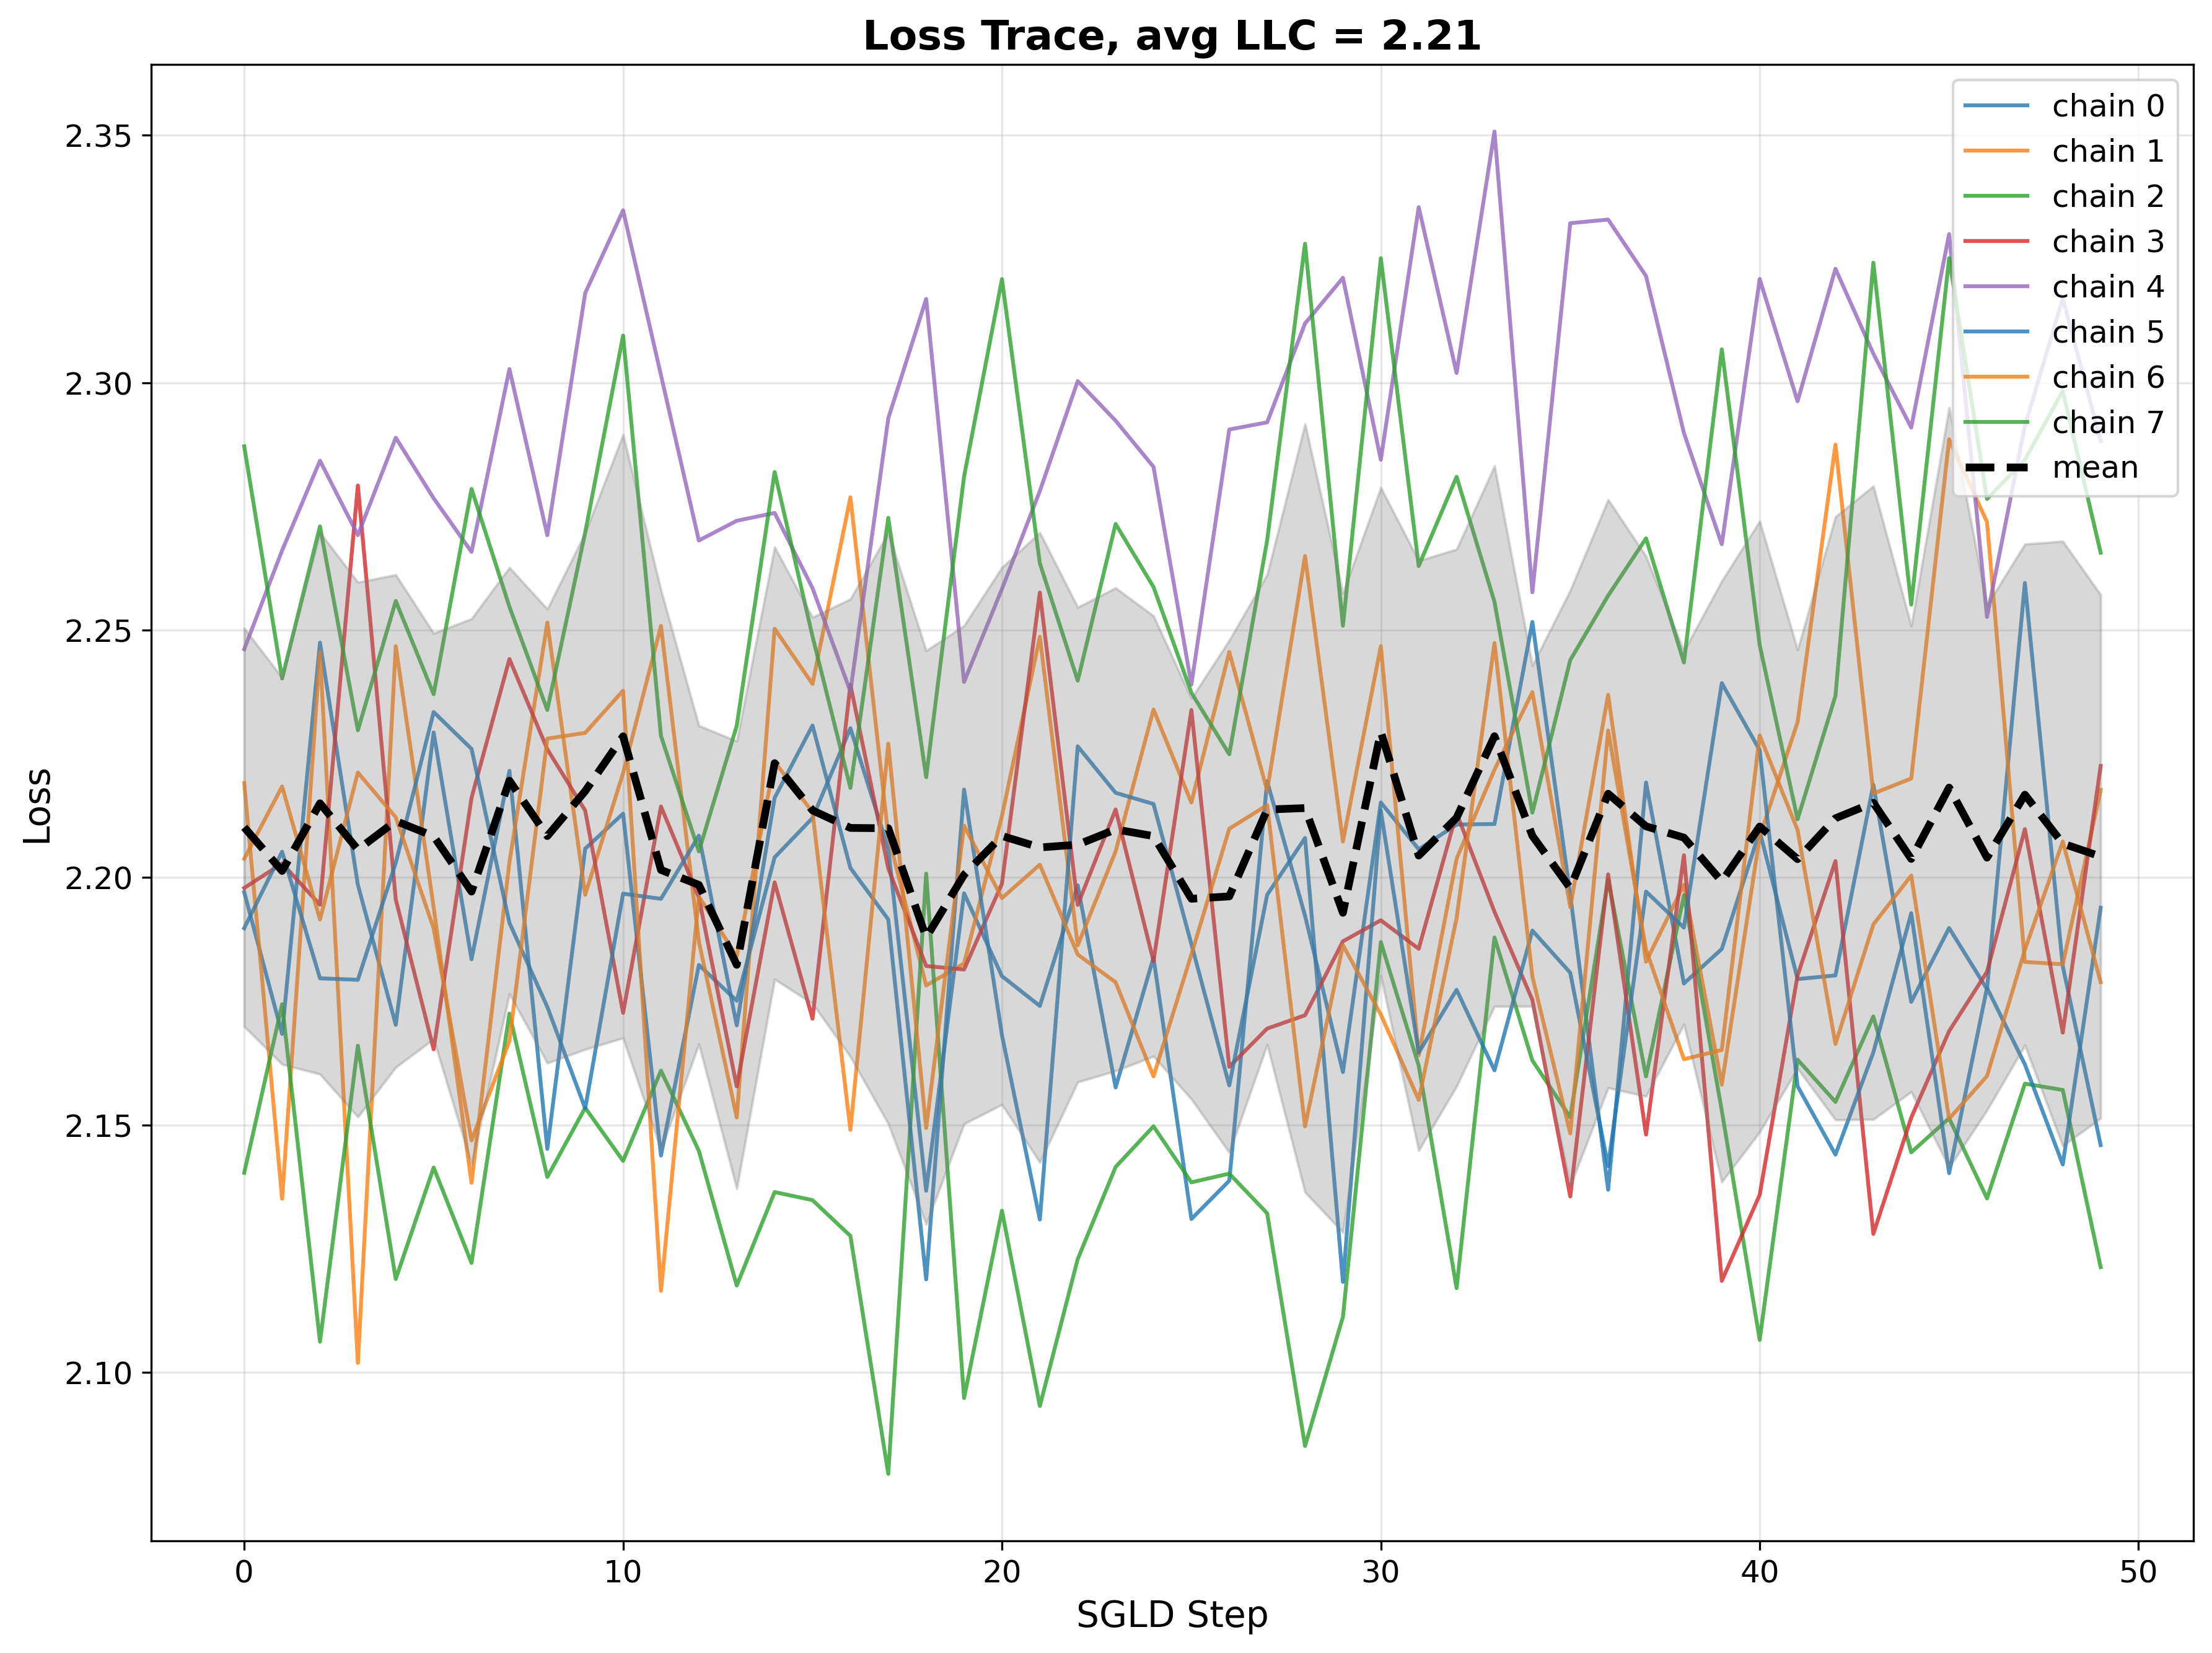 Loss Trace, avg LLC = 2.21
2.35
2.30
2.25
2.20
2.15
2.10
Loss
0
10
20
30
40
50
SGLD Step
chain 0
chain 1
chain 2
chain 3
chain 4
chain 5
chain 6
chain 7
mean